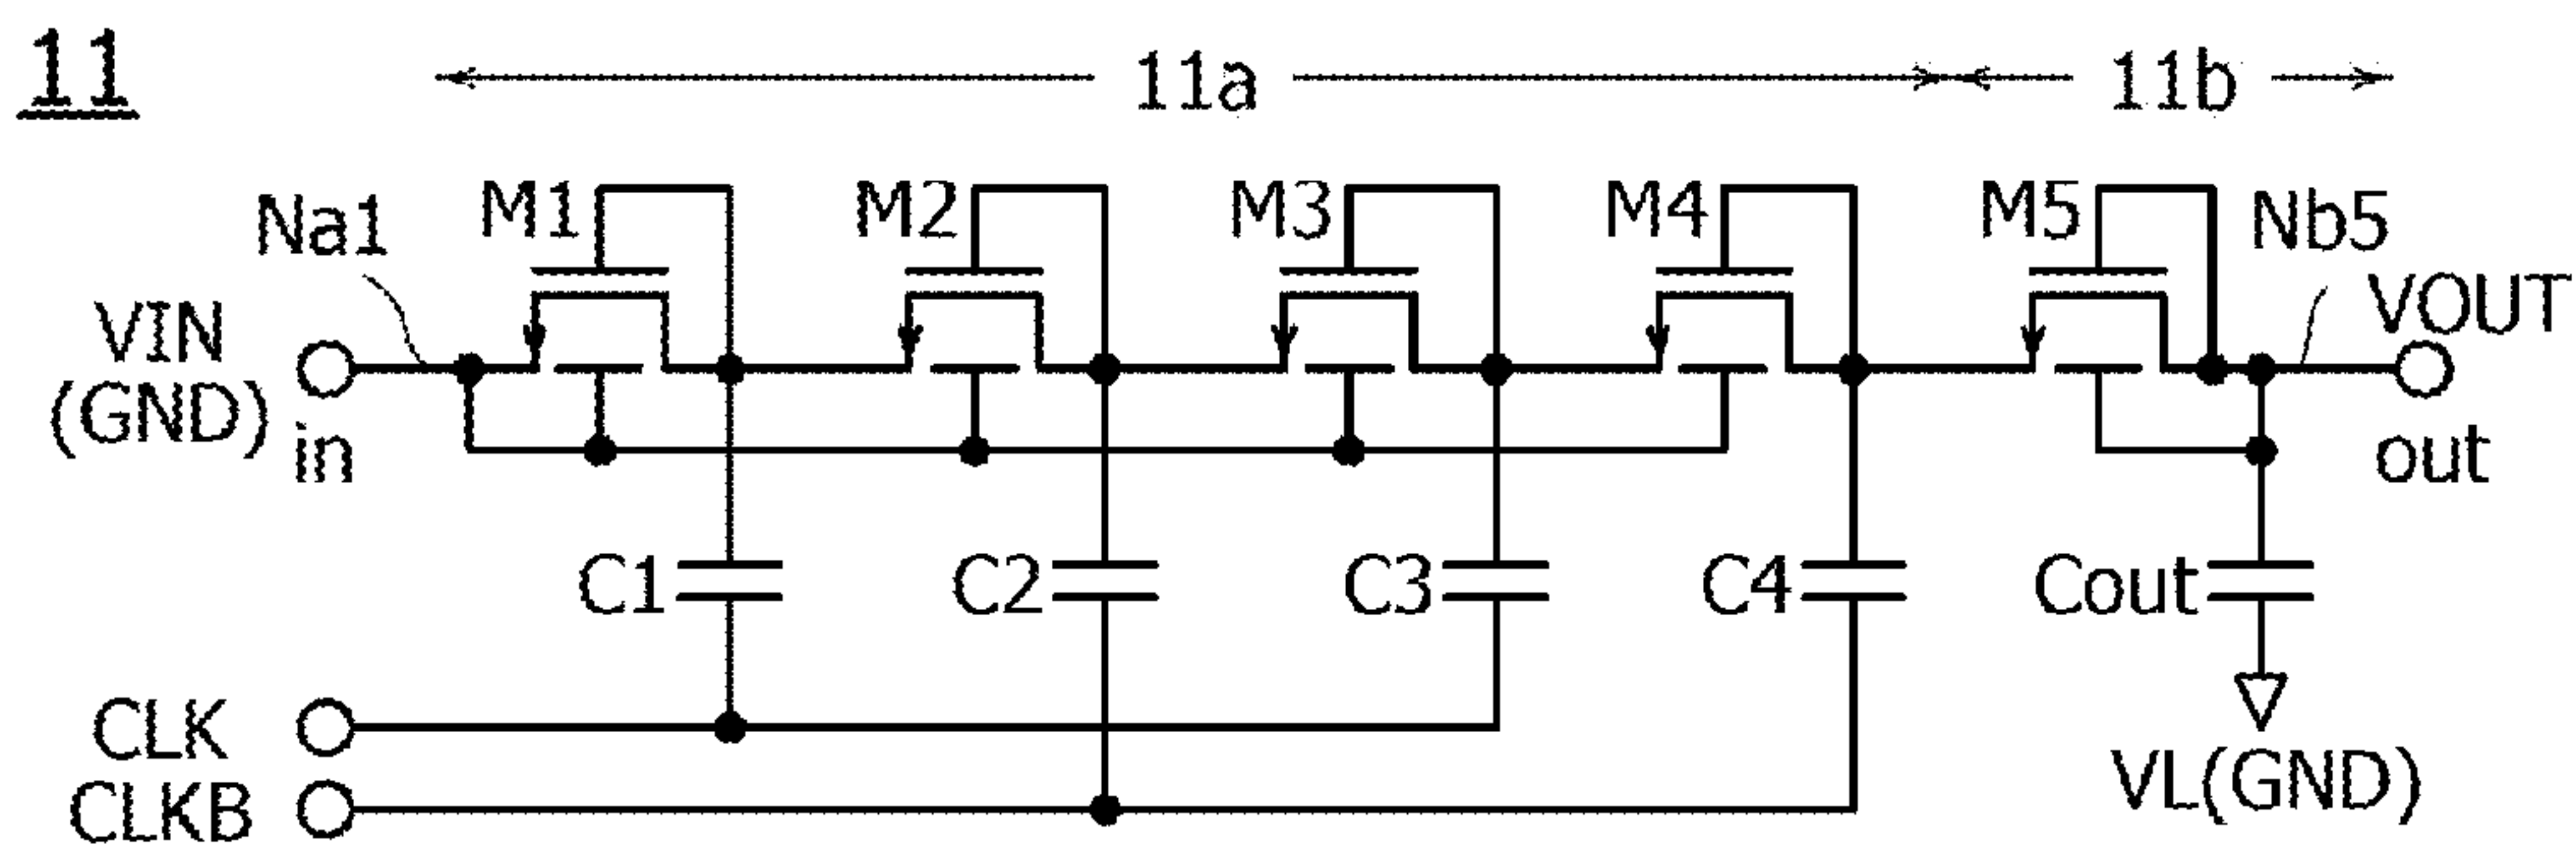 11
11a
11b
Na1
M1
M2
M3
M4
M5
Nb5
VIN
(GND)
in
VOUT
out
C1
C2
C3
C4
Cout
CLK
CLKB
VL(GND)